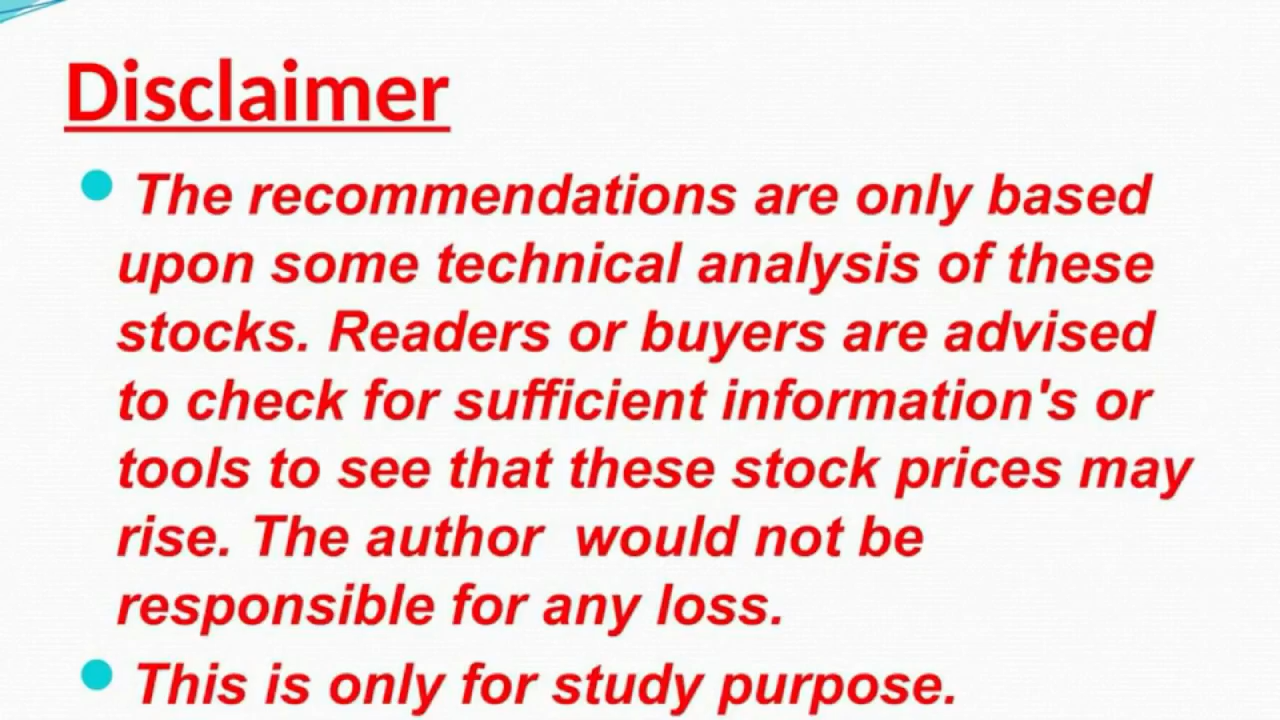 Disclaimer
The recommendations are only based
upon some technical analysis of these
stocks. Readers or buyers are advised
to check for sufficient information's or
tools to see that these stock prices may
rise. The author  would not be
responsible for any loss.
This is only for study purpose.